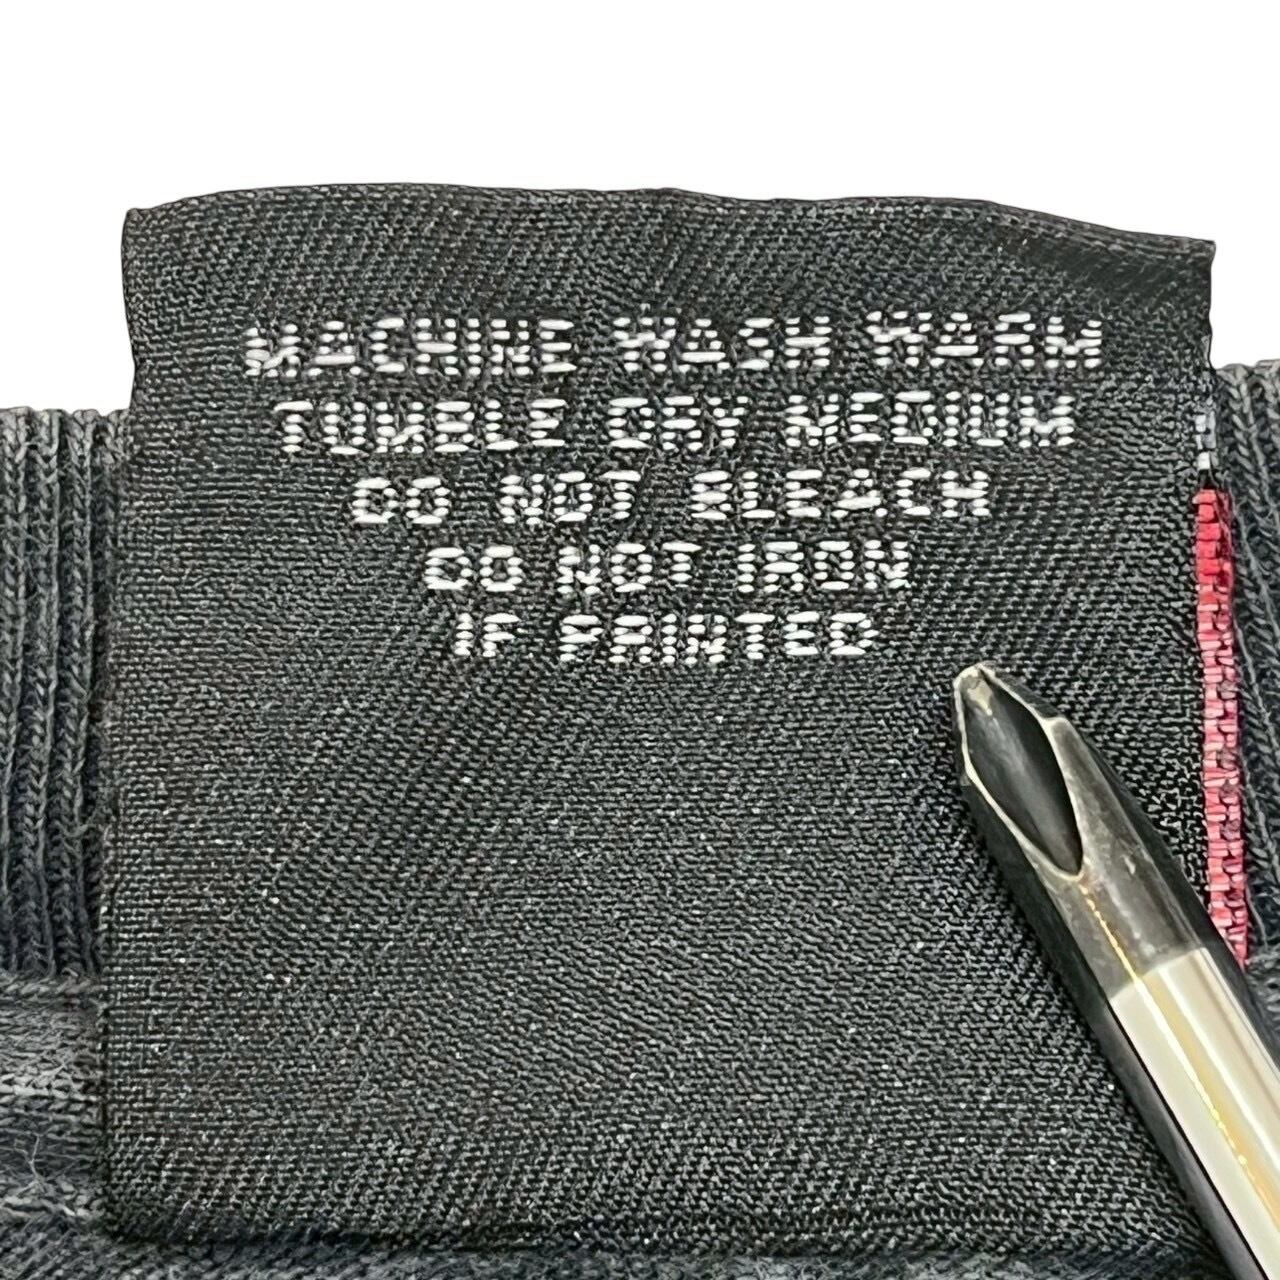 MACHINE WASH WARM
TUMBLE DRY MEDIUM
DO NOT BLEACH
DO NOT IRON
IF PRINTED